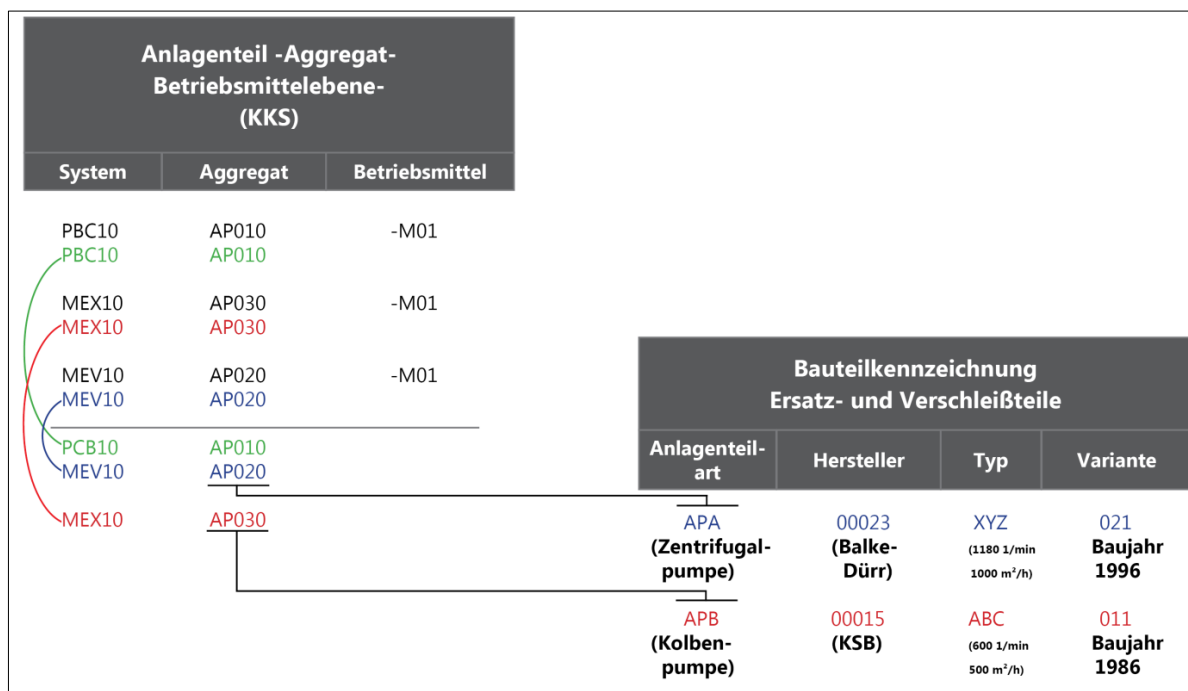 Anlagenteil -Aggregat-
Betriebsmittelebene-
(KKS)
System Aggregat Betriebsmittel
PBC10 AP010 -M01
PBC10 AP010
MEX10 AP030 -M01
MEX10 AP030
MEV10 AP020 -M01
MEV10 AP020
PCB10 AP010
MEV10 AP020
MEX10 AP030
Bauteilkennzeichnung
Ersatz- und Verschleißteile
Anlagenteil-
art Hersteller Typ Variante
APA 00023 XYZ 021
(Zentrifugal- (Balke- (1180 1/min Baujahr
pumpe) Dürr) 1000 m²/h) 1996
APB 00015 ABC 011
(Kolben- (KSB) (600 1/min Baujahr
pumpe) 500 m²/h) 1986